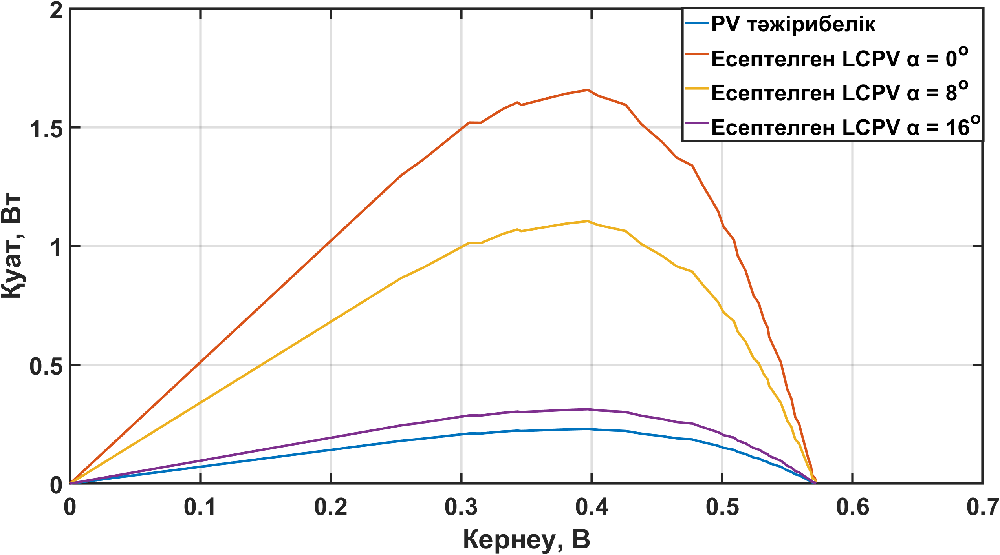 PV тәжірибелік
Есептелген LCPV α = 0°
Есептелген LCPV α = 8°
Есептелген LCPV α = 16°
2
1.5
1
0.5
0
Қуат, Вт
0 0.1 0.2 0.3 0.4 0.5 0.6 0.7
Кернеу, В